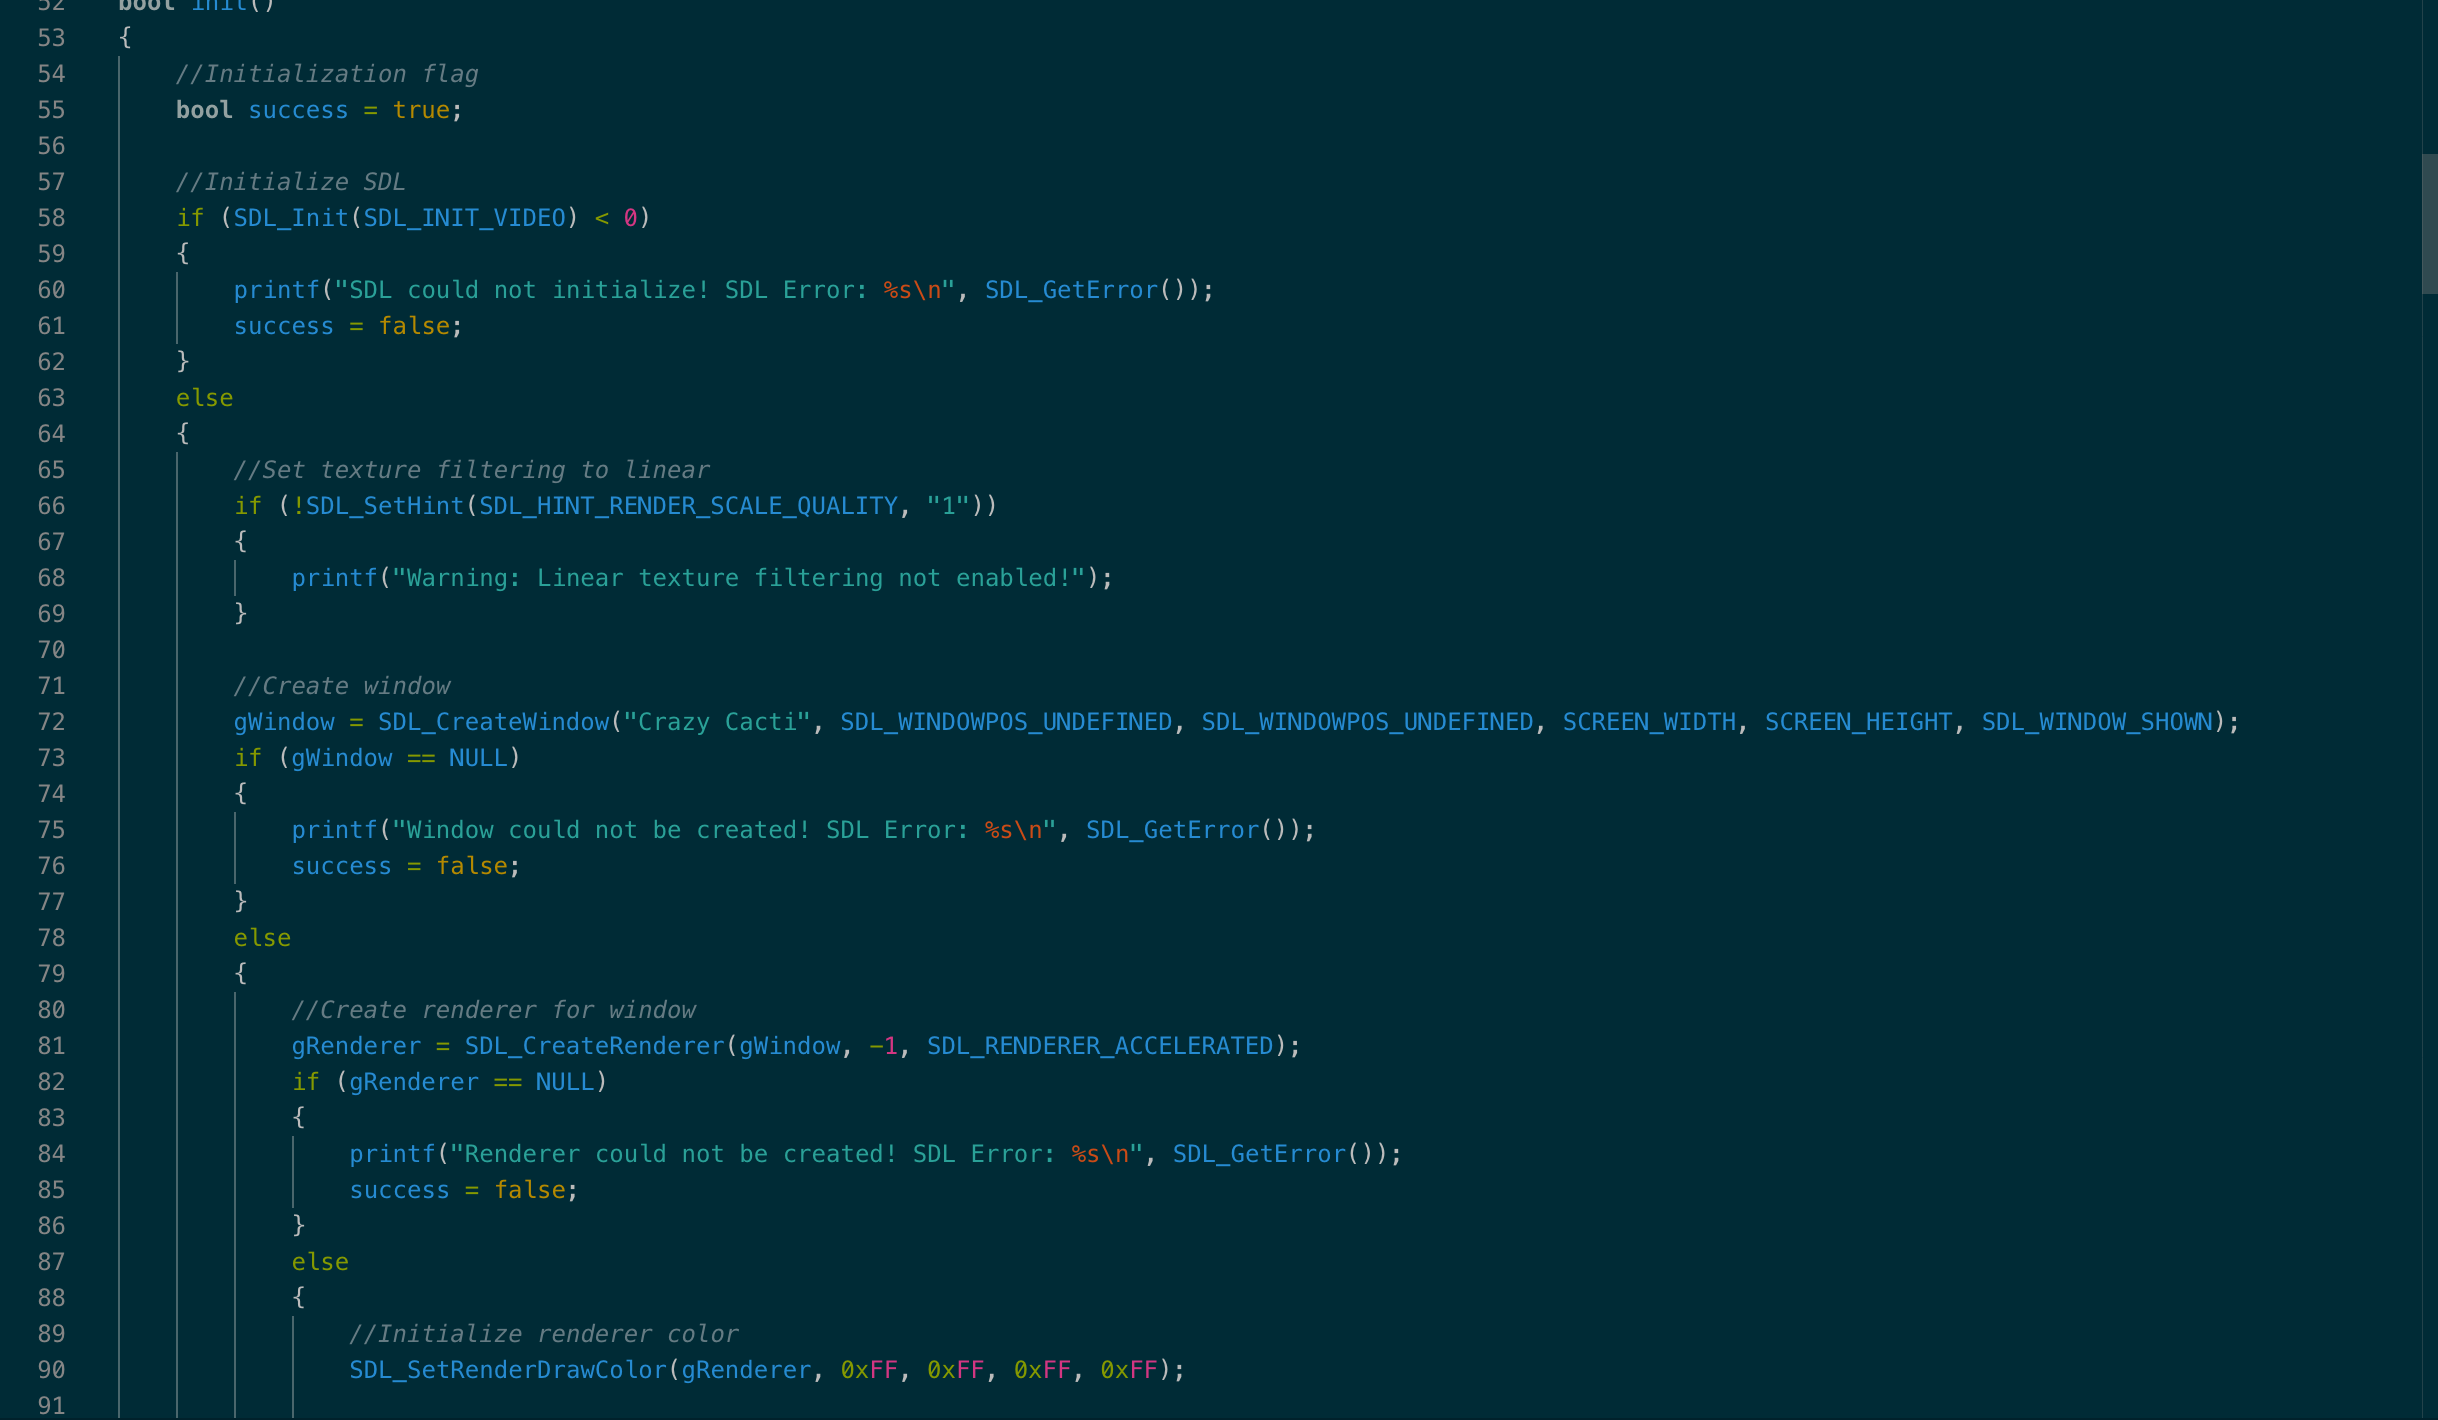 52 bool init()
53 {
54 //Initialization flag
55 bool success = true;
56
57 //Initialize SDL
58 if (SDL_Init(SDL_INIT_VIDEO) < 0)
59 {
60 printf("SDL could not initialize! SDL Error: %s\n", SDL_GetError());
61 success = false;
62 }
63 else
64 {
65 //Set texture filtering to linear
66 if (!SDL_SetHint(SDL_HINT_RENDER_SCALE_QUALITY, "1"))
67 {
68 printf("Warning: Linear texture filtering not enabled!");
69 }
70
71 //Create window
72 gWindow = SDL_CreateWindow("Crazy Cacti", SDL_WINDOWPOS_UNDEFINED, SDL_WINDOWPOS_UNDEFINED, SCREEN_WIDTH, SCREEN_HEIGHT, SDL_WINDOW_SHOWN);
73 if (gWindow == NULL)
74 {
75 printf("Window could not be created! SDL Error: %s\n", SDL_GetError());
76 success = false;
77 }
78 else
79 {
80 //Create renderer for window
81 gRenderer = SDL_CreateRenderer(gWindow, -1, SDL_RENDERER_ACCELERATED);
82 if (gRenderer == NULL)
83 {
84 printf("Renderer could not be created! SDL Error: %s\n", SDL_GetError());
85 success = false;
86 }
87 else
88 {
89 //Initialize renderer color
90 SDL_SetRenderDrawColor(gRenderer, 0xFF, 0xFF, 0xFF, 0xFF);
91